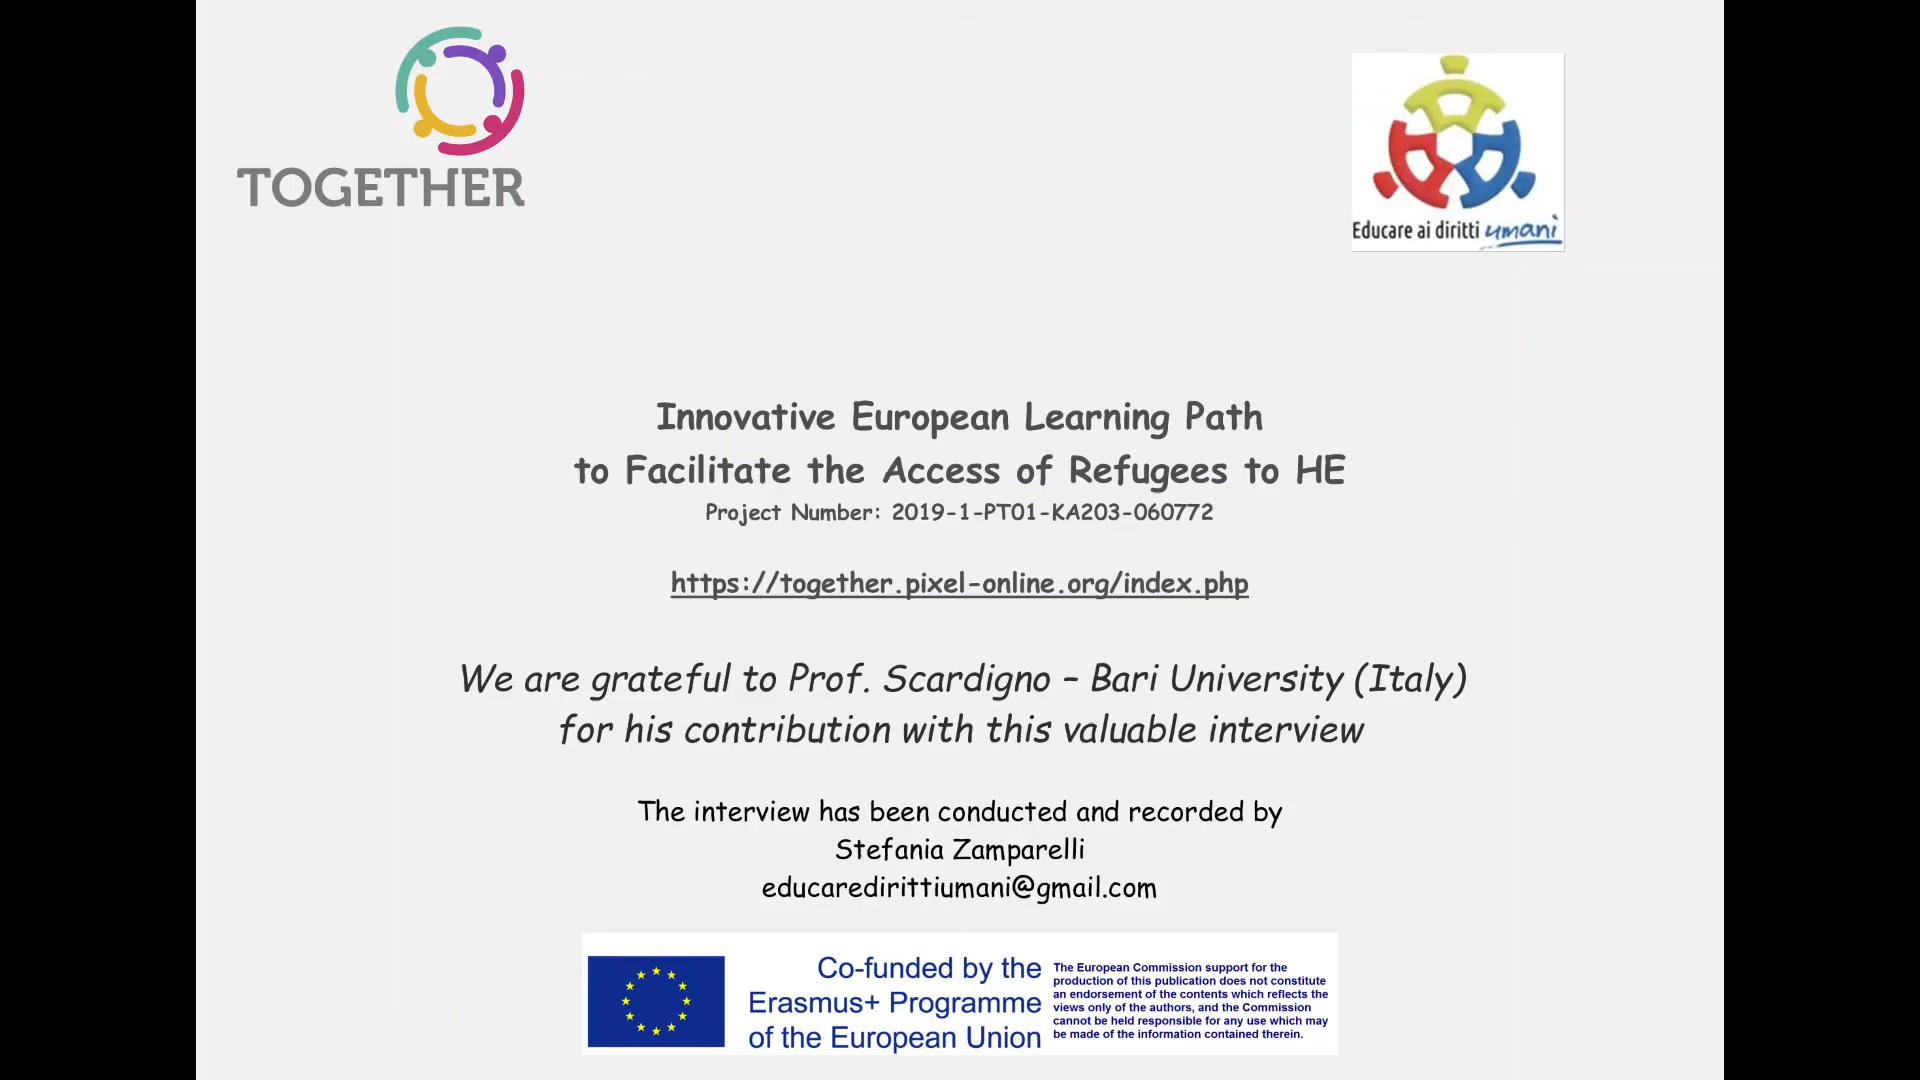 TOGETHER
Educare ai diritti umani
Innovative European Learning Path
to Facilitate the Access of Refugees to HE
Project Number: 2019-1-PT01-KA203-060772
https://together.pixel-online.org/index.php
We are grateful to Prof. Scardigno – Bari University (Italy)
for his contribution with this valuable interview
The interview has been conducted and recorded by
Stefania Zamparelli
educaredirittiumani@gmail.com
Co-funded by the
Erasmus+ Programme
of the European Union
The European Commission support for the
production of this publication does not constitute
an endorsement of the contents which reflects the
views only of the authors, and the Commission
cannot be held responsible for any use which may
be made of the information contained therein.